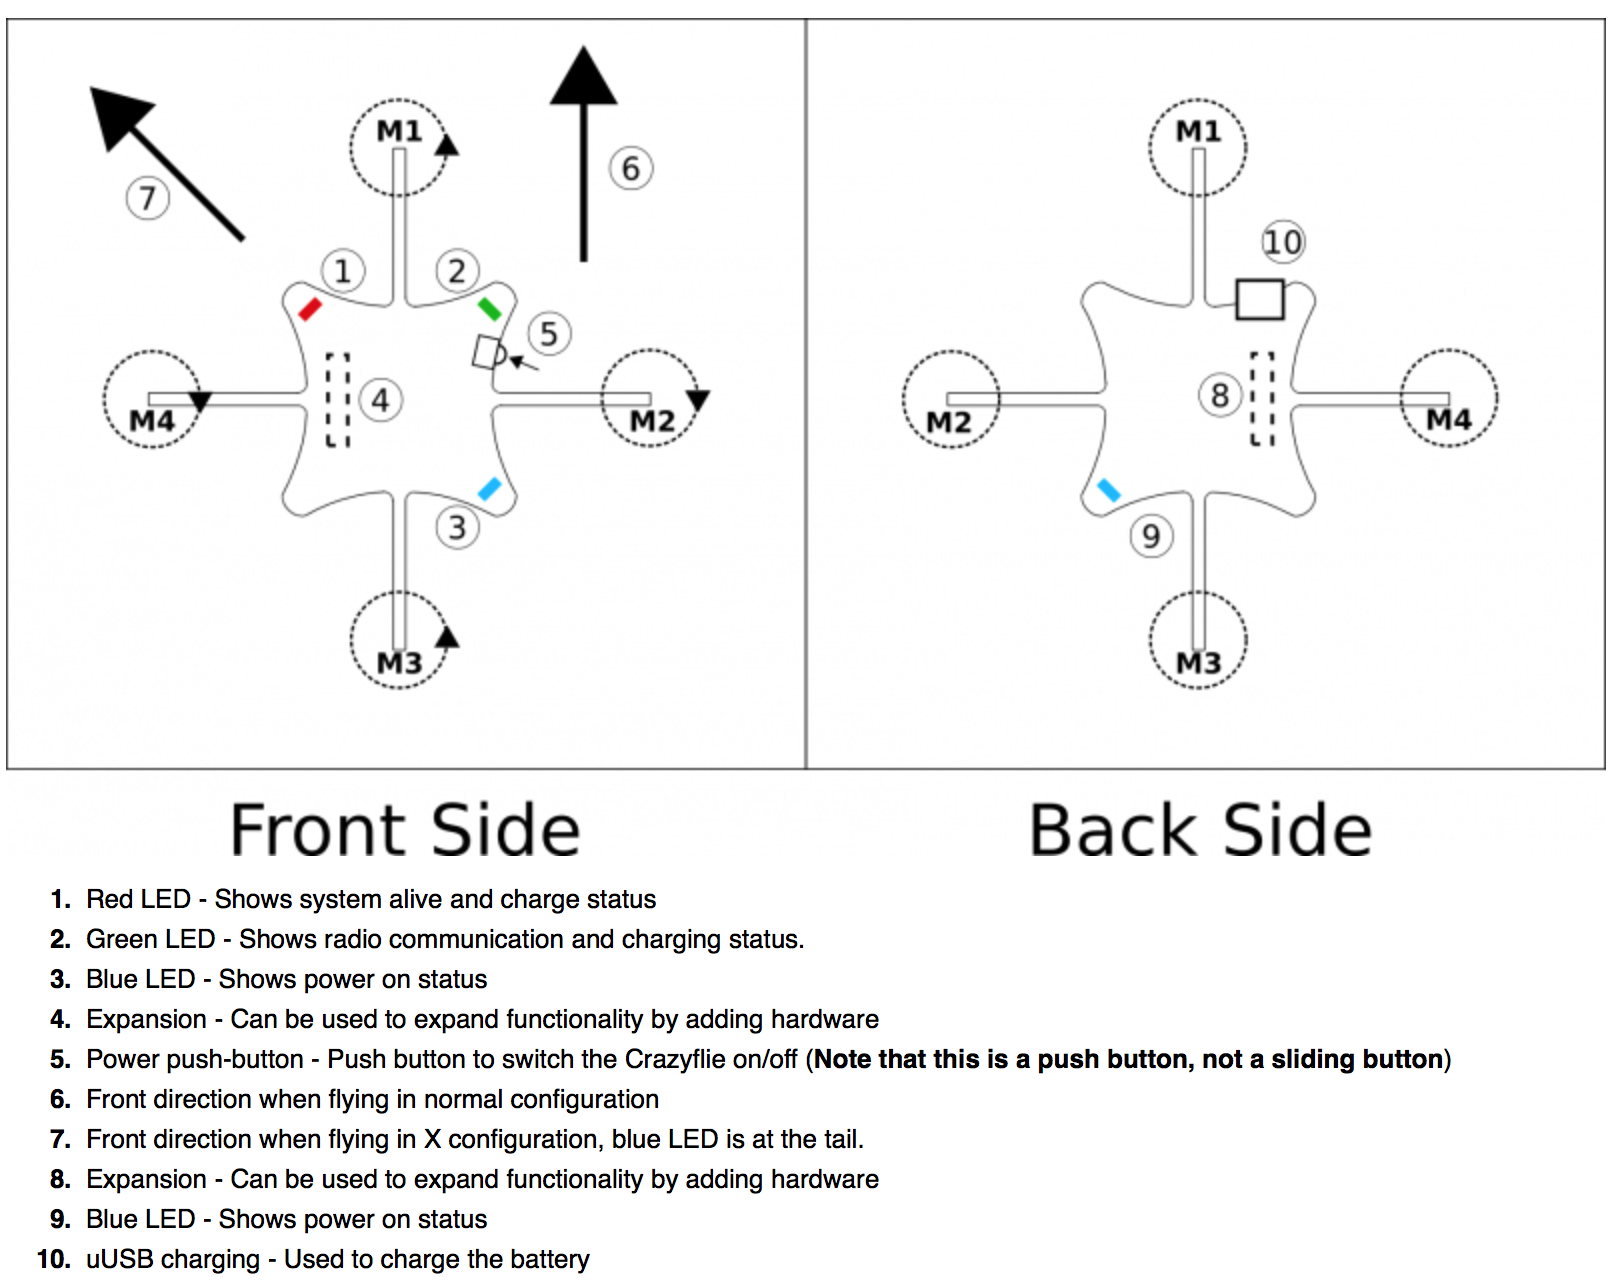 M1
M1
6
7
10
1
2
5
4
8
M4
M2
M2
M4
3
9
M3
M3
Front Side
Back Side
1. Red LED - Shows system alive and charge status
2. Green LED - Shows radio communication and charging status.
3. Blue LED - Shows power on status
4. Expansion - Can be used to expand functionality by adding hardware
5. Power push-button - Push button to switch the Crazyflie on/off (Note that this is a push button, not a sliding button)
6. Front direction when flying in normal configuration
7. Front direction when flying in X configuration, blue LED is at the tail.
8. Expansion - Can be used to expand functionality by adding hardware
9. Blue LED - Shows power on status
10. uUSB charging - Used to charge the battery